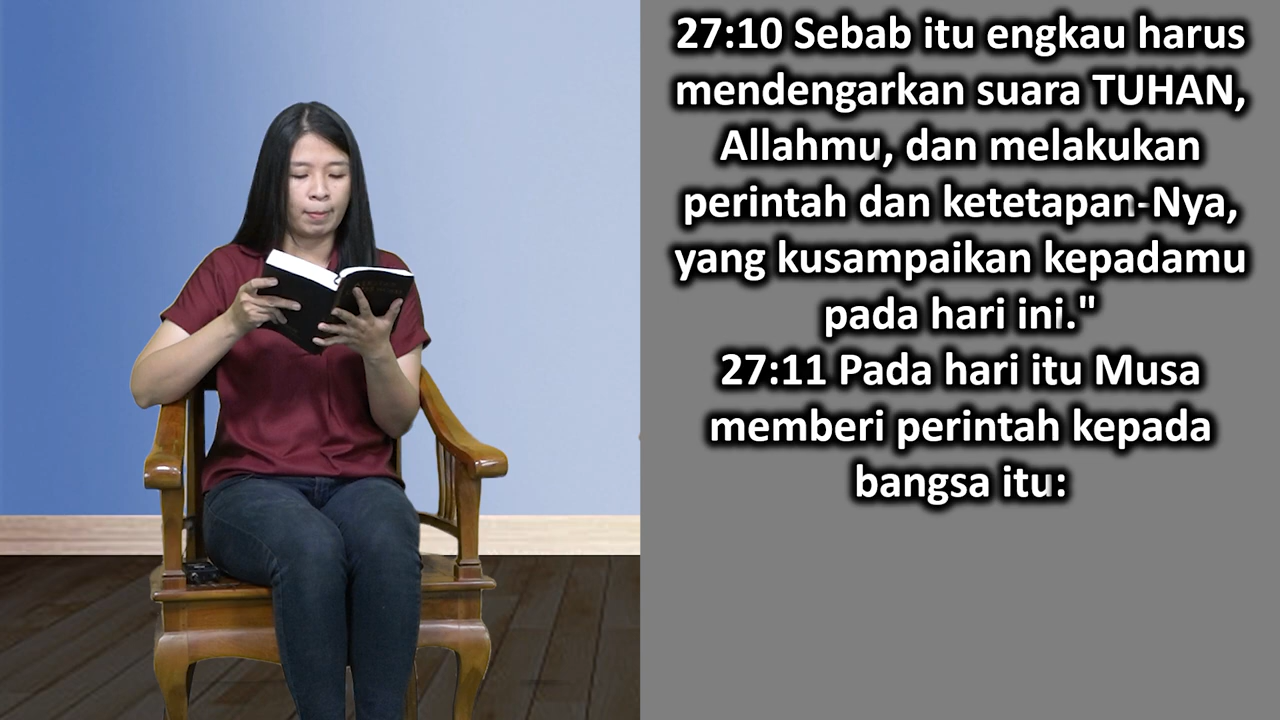 27:10 Sebab itu engkau harus
mendengarkan suara TUHAN,
Allahmu, dan melakukan
perintah dan ketetapan-Nya,
yang kusampaikan kepadamu
pada hari ini."
27:11 Pada hari itu Musa
memberi perintah kepada
bangsa itu: